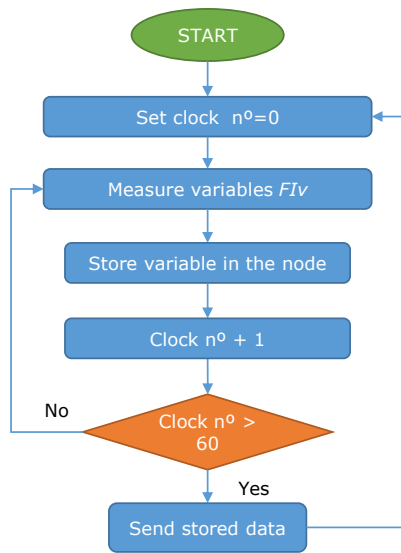 START
Set clock nº=0
Measure variables FIv
Store variable in the node
Clock nº + 1
Clock nº >
60
No
Yes
Send stored data